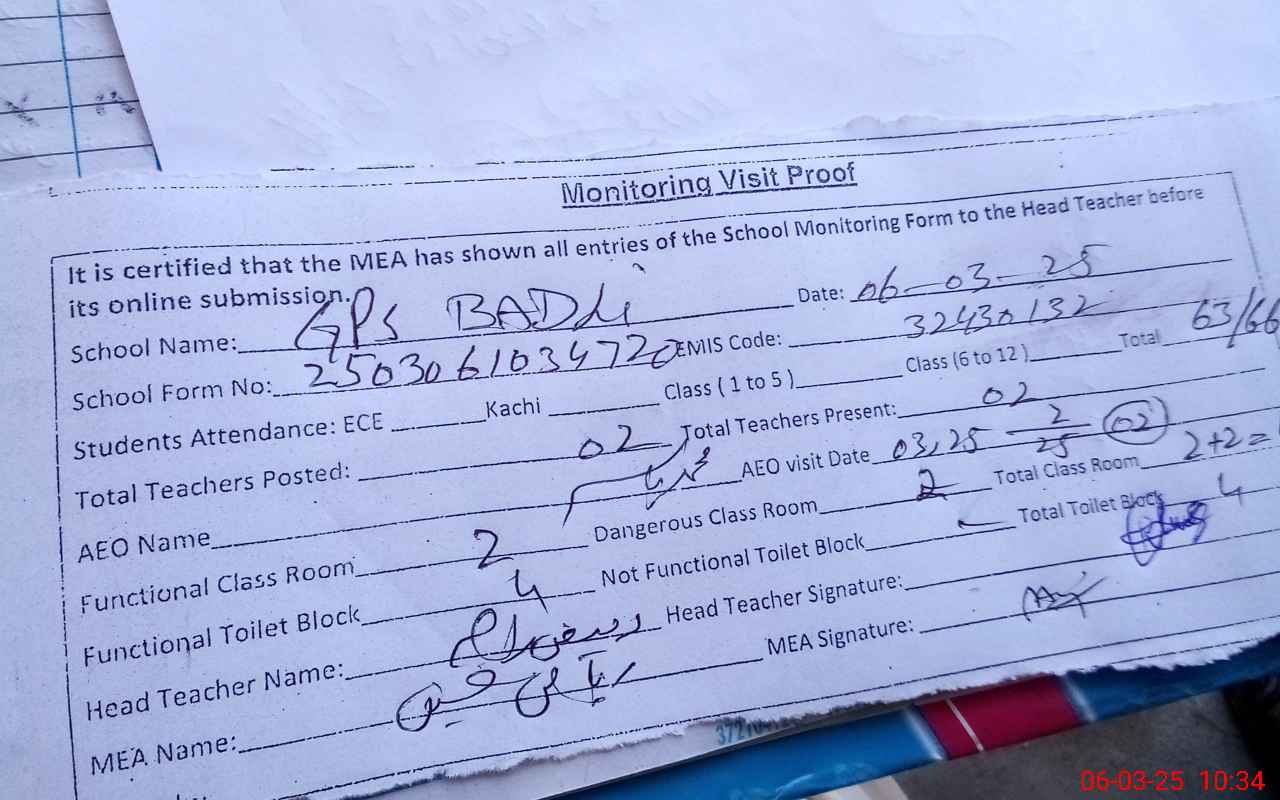 Monitoring Visit Proof
It is certified that the MEA has shown all entries of the School Monitoring Form to the Head Teacher before
its online submission.
School Name: GPS BADLI Date: 06-03-25
School Form No: 2503061034720 EMIS Code: 32430132
Students Attendance: ECE Kachi Class ( 1 to 5 ) Class (6 to 12 ) Total 63/66
Total Teachers Posted: 02 Total Teachers Present: 02
AEO Name AEO visit Date 03,25 2/25 02
Functional Class Room 2 Dangerous Class Room 2 Total Class Room 2+2=
Functional Toilet Block 4 Not Functional Toilet Block — Total Toilet Block 4
Head Teacher Name: Head Teacher Signature:
MEA Name: MEA Signature:
06-03-25 10:34